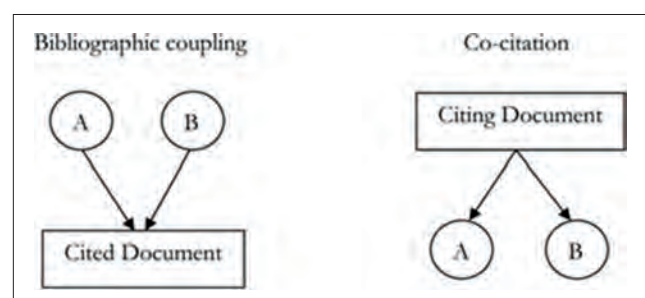 Bibliographic coupling
A
B
Cited Document
Co-citation
Citing Document
A
B